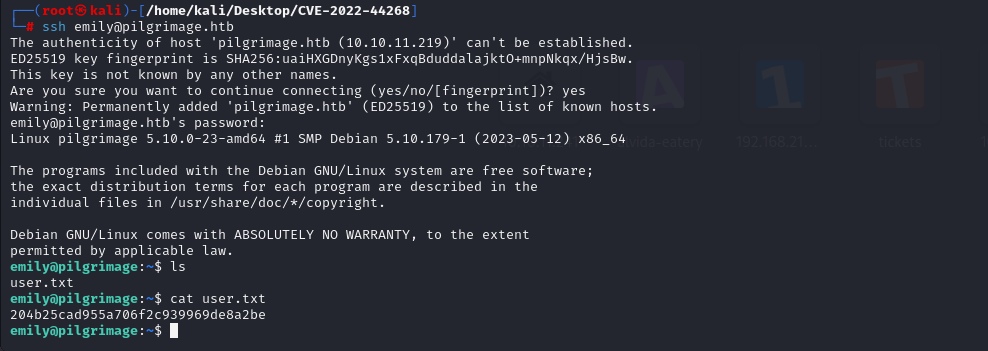 ┌──(root㉿kali)-[/home/kali/Desktop/CVE-2022-44268]
└─# ssh emily@pilgrimage.htb
The authenticity of host 'pilgrimage.htb (10.10.11.219)' can't be established.
ED25519 key fingerprint is SHA256:uaiHXGDnyKgs1xFxqBduddalajktO+mnpNkqx/HjsBw.
This key is not known by any other names.
Are you sure you want to continue connecting (yes/no/[fingerprint])? yes
Warning: Permanently added 'pilgrimage.htb' (ED25519) to the list of known hosts.
emily@pilgrimage.htb's password:
Linux pilgrimage 5.10.0-23-amd64 #1 SMP Debian 5.10.179-1 (2023-05-12) x86_64
vida-eatery
192.168.21...
tickets
The programs included with the Debian GNU/Linux system are free software;
the exact distribution terms for each program are described in the
individual files in /usr/share/doc/*/copyright.
Debian GNU/Linux comes with ABSOLUTELY NO WARRANTY, to the extent
permitted by applicable law.
emily@pilgrimage:~$ ls
user.txt
emily@pilgrimage:~$ cat user.txt
204b25cad955a706f2c939969de8a2be
emily@pilgrimage:~$